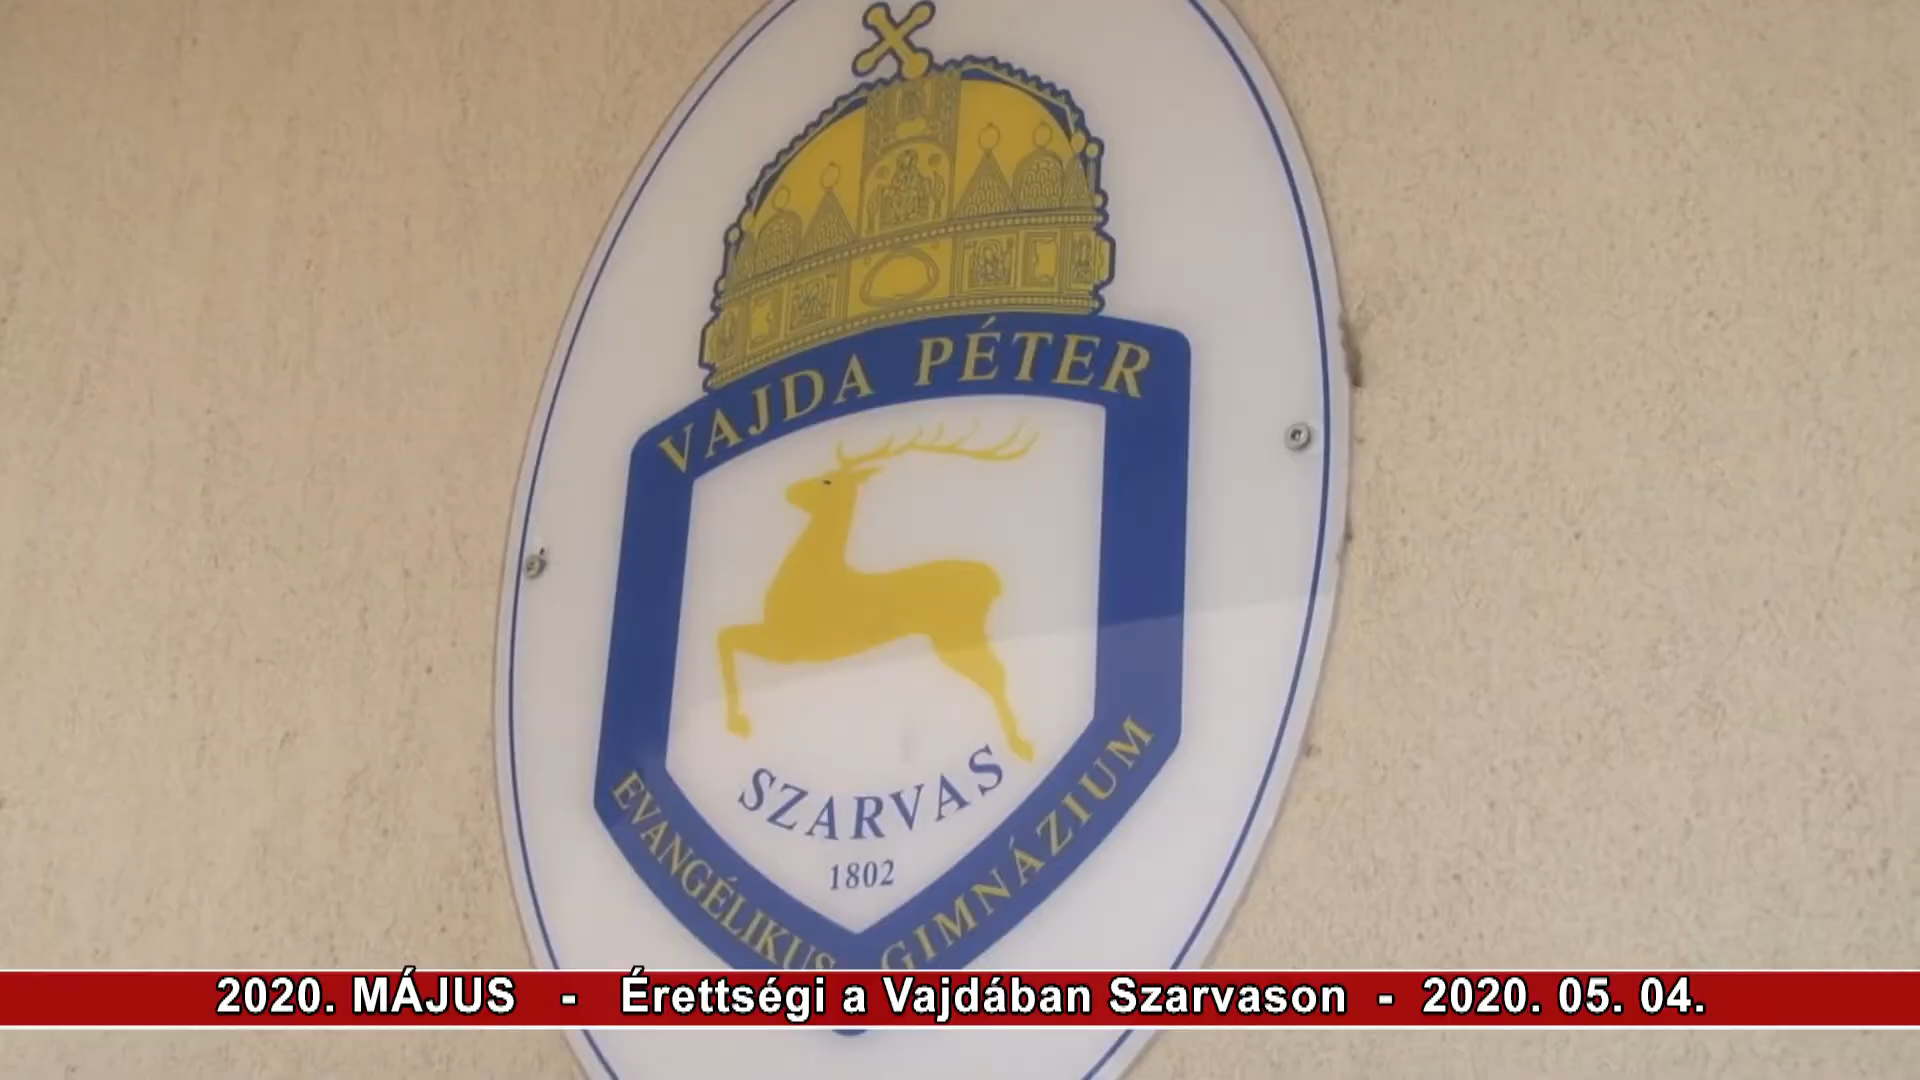 VAJDA PÉTER
SZARVAS
1802
EVANGÉLIKUS GIMNÁZIUM
2020. MÁJUS - Érettségi a Vajdában Szarvason - 2020. 05. 04.